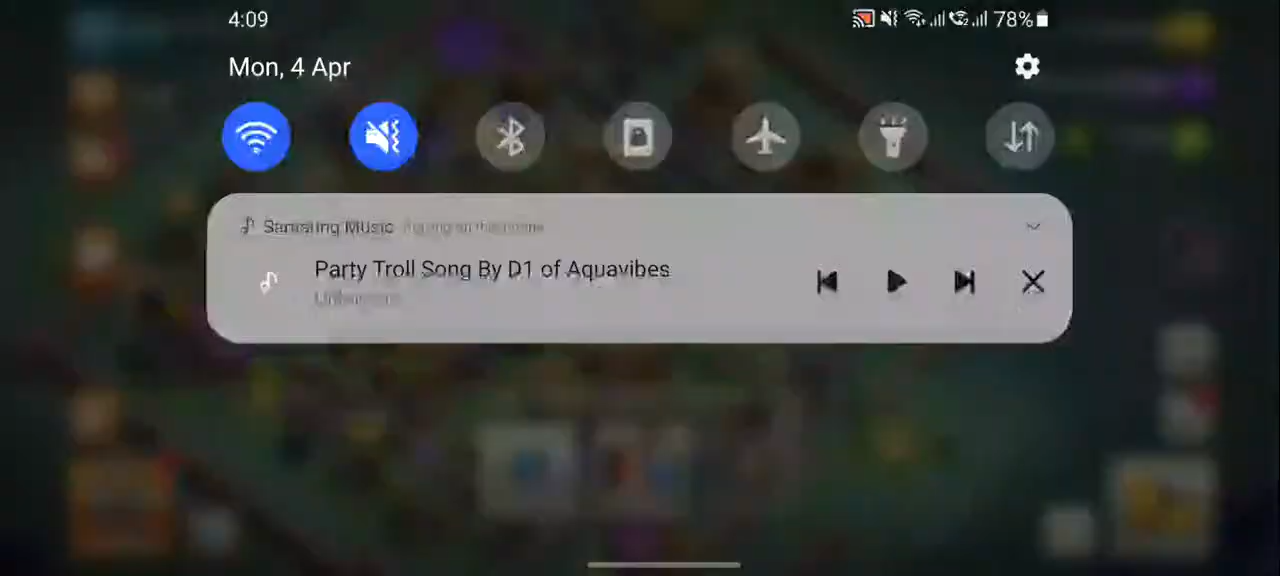 4:09
78%
Mon, 4 Apr
Samsung Music
Party Troll Song By D1 of Aquavibes